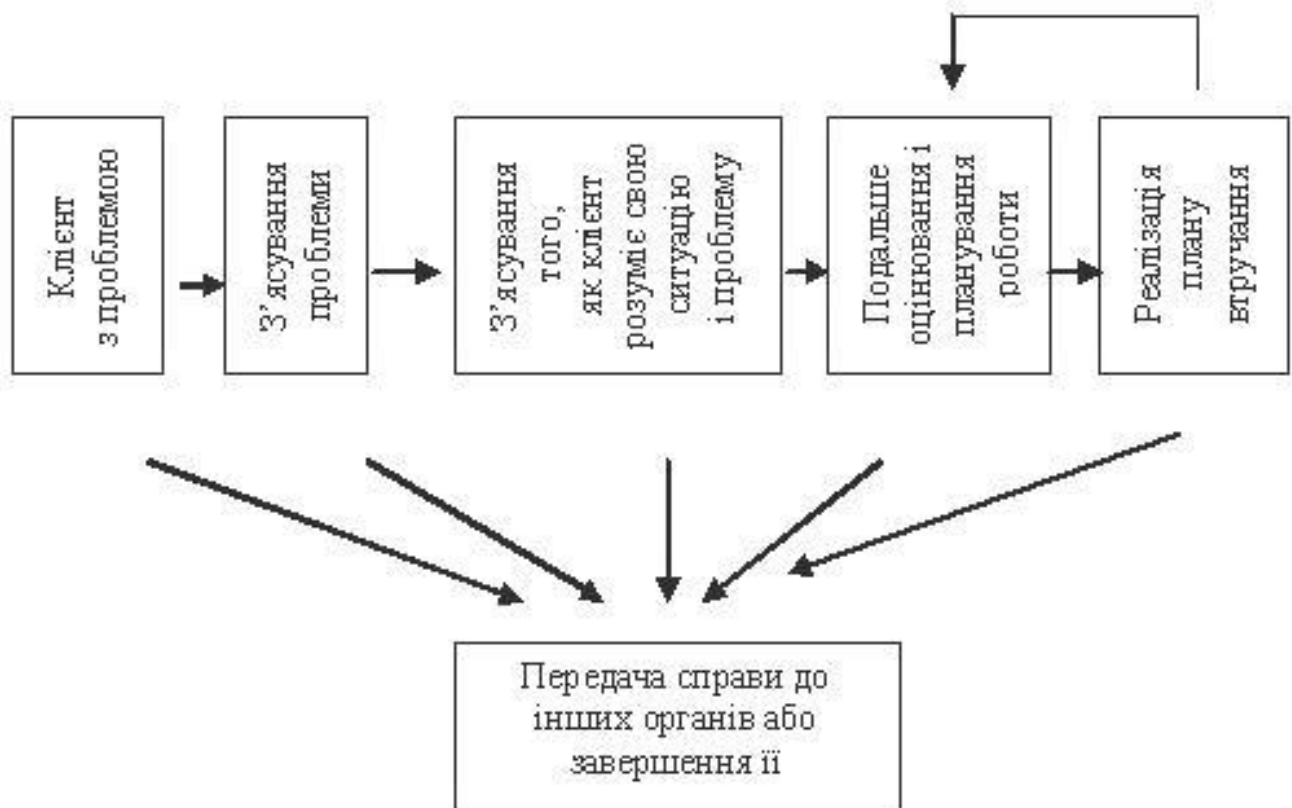 Клієнт
з проблемою
З’ясування
проблеми
З’ясування
того,
як клієнт
розуміє свою
ситуацію
і проблему
Подальше
оцінювання і
планування
роботи
Реалізація
плану
втручання
Передача справи до
інших органів або
завершення її